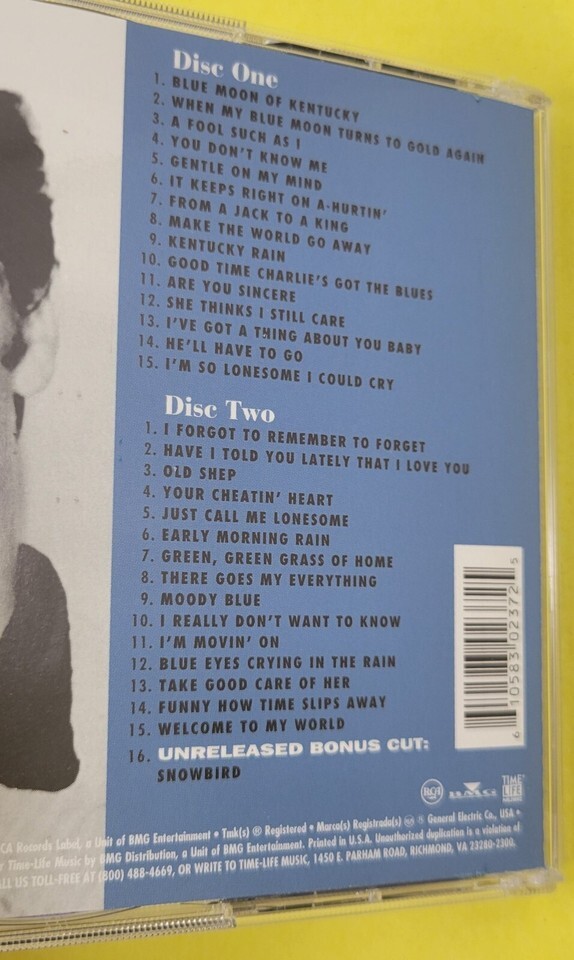 Disc One
1. BLUE MOON OF KENTUCKY
2. WHEN MY BLUE MOON TURNS TO GOLD AGAIN
3. A FOOL SUCH AS I
4. YOU DON'T KNOW ME
5. GENTLE ON MY MIND
6. IT KEEPS RIGHT ON A-HURTIN'
7. FROM A JACK TO A KING
8. MAKE THE WORLD GO AWAY
9. KENTUCKY RAIN
10. GOOD TIME CHARLIE'S GOT THE BLUES
11. ARE YOU SINCERE
12. SHE THINKS I STILL CARE
13. I'VE GOT A THING ABOUT YOU BABY
14. HE'LL HAVE TO GO
15. I'M SO LONESOME I COULD CRY
Disc Two
1. I FORGOT TO REMEMBER TO FORGET
2. HAVE I TOLD YOU LATELY THAT I LOVE YOU
3. OLD SHEP
4. YOUR CHEATIN' HEART
5. JUST CALL ME LONESOME
6. EARLY MORNING RAIN
7. GREEN, GREEN GRASS OF HOME
8. THERE GOES MY EVERYTHING
9. MOODY BLUE
10. I REALLY DON'T WANT TO KNOW
11. I'M MOVIN' ON
12. BLUE EYES CRYING IN THE RAIN
13. TAKE GOOD CARE OF HER
14. FUNNY HOW TIME SLIPS AWAY
15. WELCOME TO MY WORLD
16. UNRELEASED BONUS CUT:
SNOWBIRD
6 10583 02372 5
RCA BMG TIME LIFE MUSIC
CA Records Label, a Unit of BMG Entertainment • Tmk(s) ® Registered • Marca(s) Registrada(s) RCA ® General Electric Co., USA •
r Time-Life Music by BMG Distribution, a Unit of BMG Entertainment. Printed in U.S.A. Unauthorized duplication is a violation of
LL US TOLL-FREE AT (800) 488-4669, OR WRITE TO TIME-LIFE MUSIC, 1450 E. PARHAM ROAD, RICHMOND, VA 23280-2300.